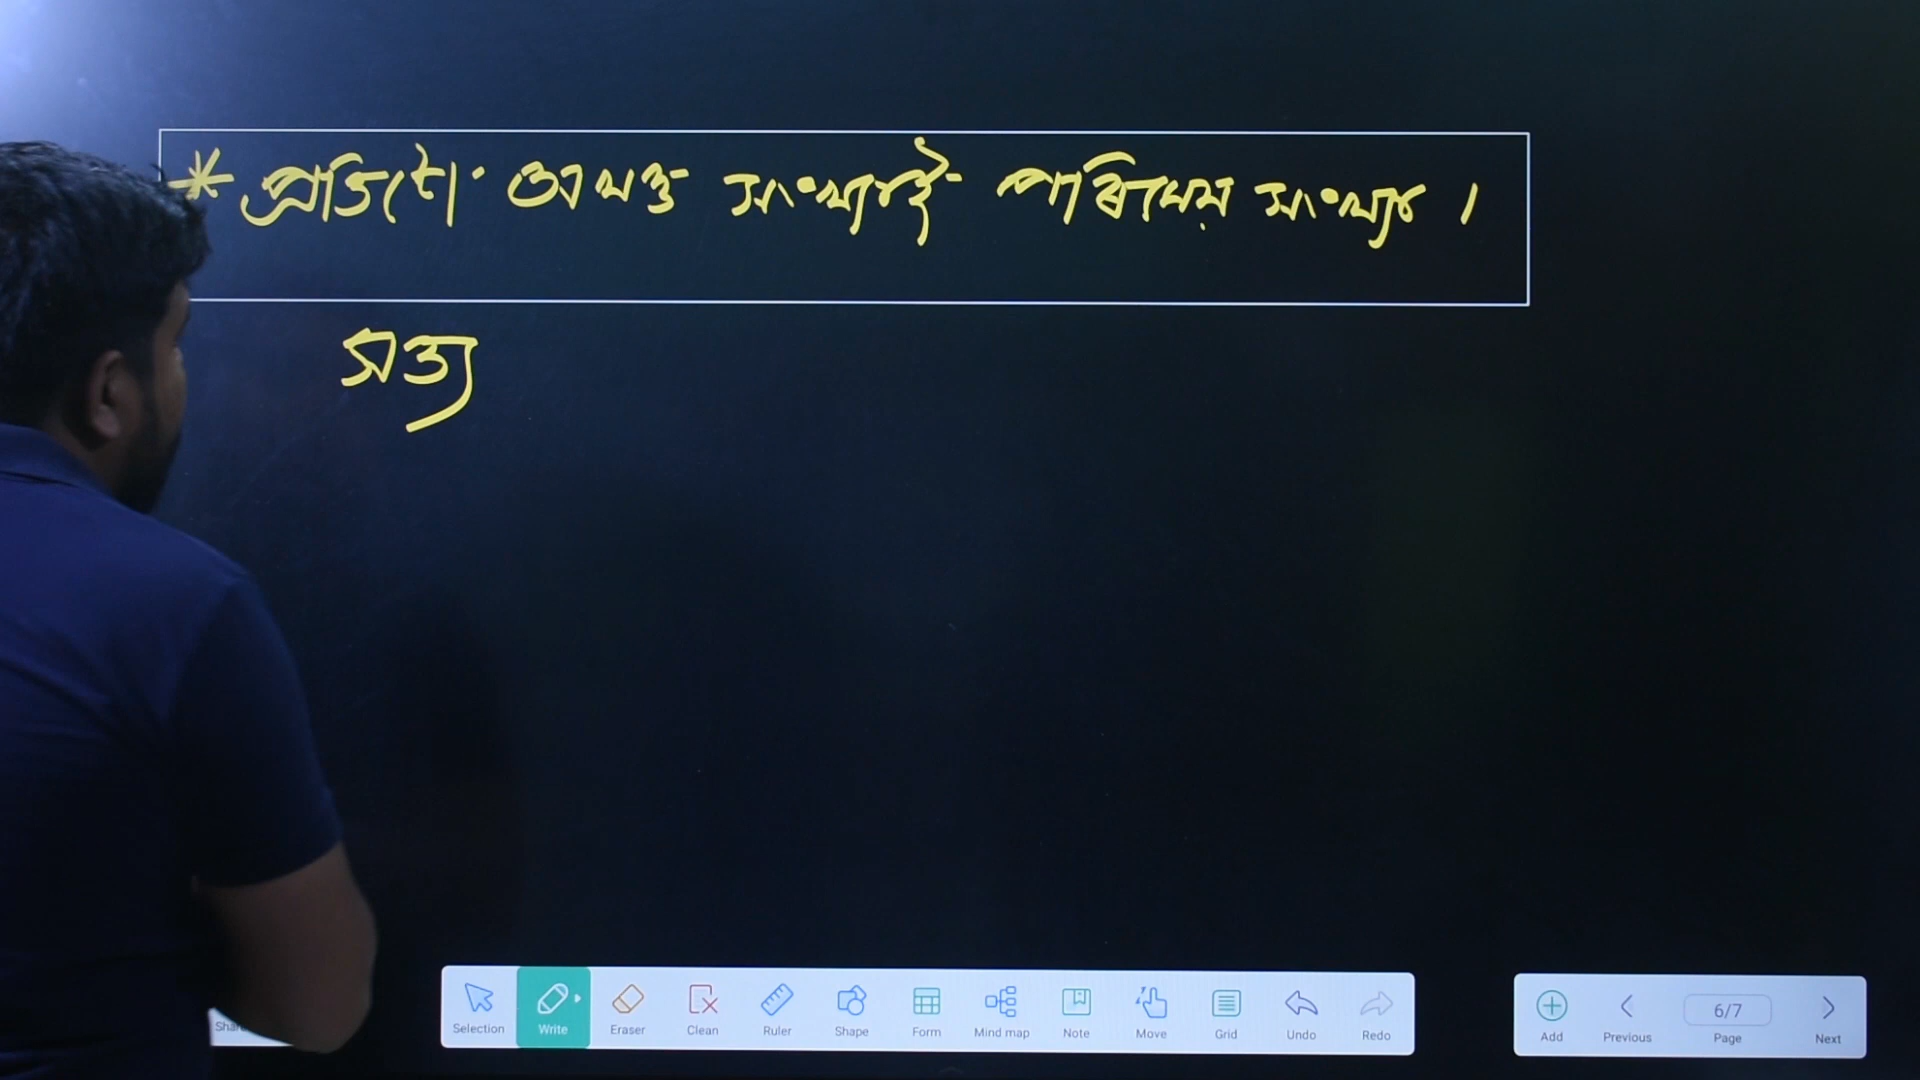 * প্ৰতিটো অখণ্ড সংখ্যাই পৰিমেয় সংখ্যা ।
সত্য
Selection Write Eraser Clean Ruler Shape Form Mind map Note Move Grid Undo Redo
Add Previous 6/7 Page Next